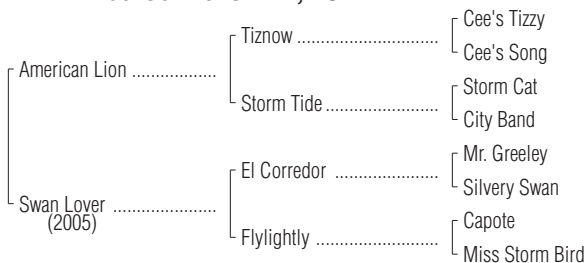 Cee's Tizzy
Tiznow ........................
Cee's Song
American Lion .................
Storm Cat
Storm Tide ......................
City Band
Mr. Greeley
El Corredor .....................
Silvery Swan
Swan Lover .....................
(2005)
Capote
Flylightly ........................
Miss Storm Bird